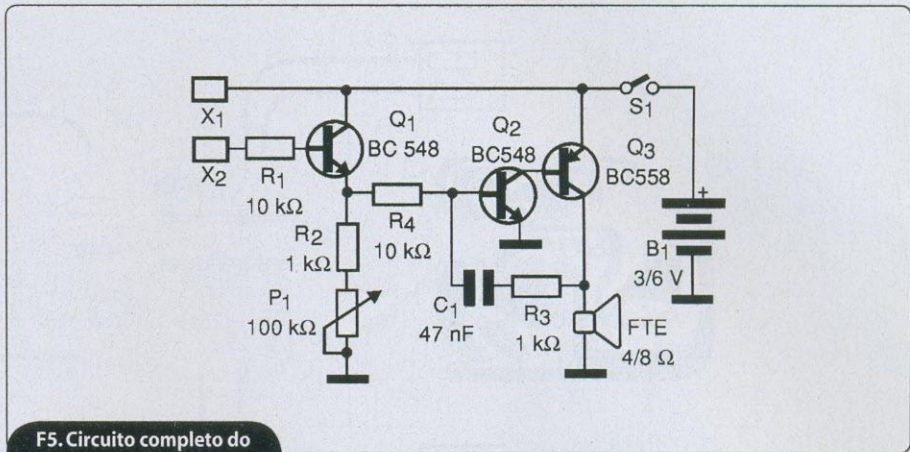 X1
X2
R1
10 kΩ
Q1
BC 548
R2
1 kΩ
P1
100 kΩ
R4
10 kΩ
Q2
BC548
C1
47 nF
R3
1 kΩ
Q3
BC558
FTE
4/8 Ω
S1
+
B1
3/6 V
F5. Circuito completo do